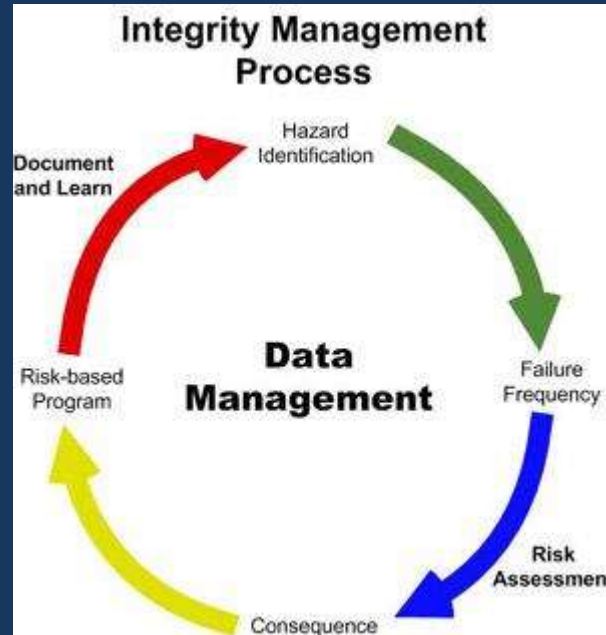 Integrity Management
Process
Hazard
Identification
Document
and Learn
Data
Management
Failure
Frequency
Risk-based
Program
Risk
Assessmen
Consequence